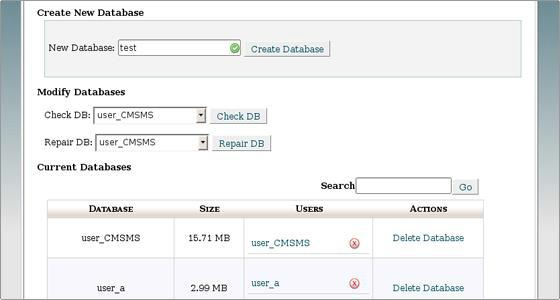 Create New Database
New Database: test Create Database
Modify Databases
Check DB: user_CMSMS Check DB
Repair DB: user_CMSMS Repair DB
Current Databases
Search Go
DATABASE SIZE USERS ACTIONS
user_CMSMS 15.71 MB user_CMSMS Delete Database
user_a 2.99 MB user_a Delete Database